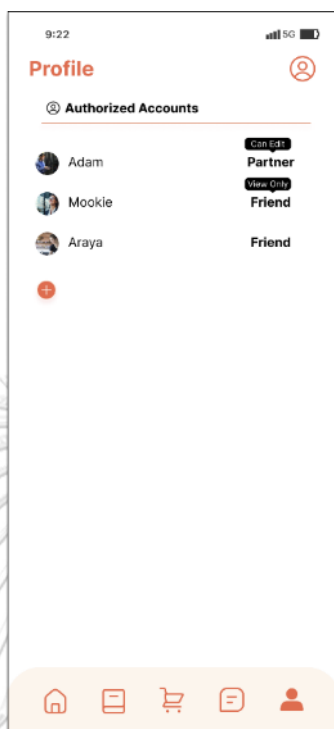 9:22 5G
Profile
Authorized Accounts
Can Edit
Adam Partner
View Only
Mookie Friend
Araya Friend